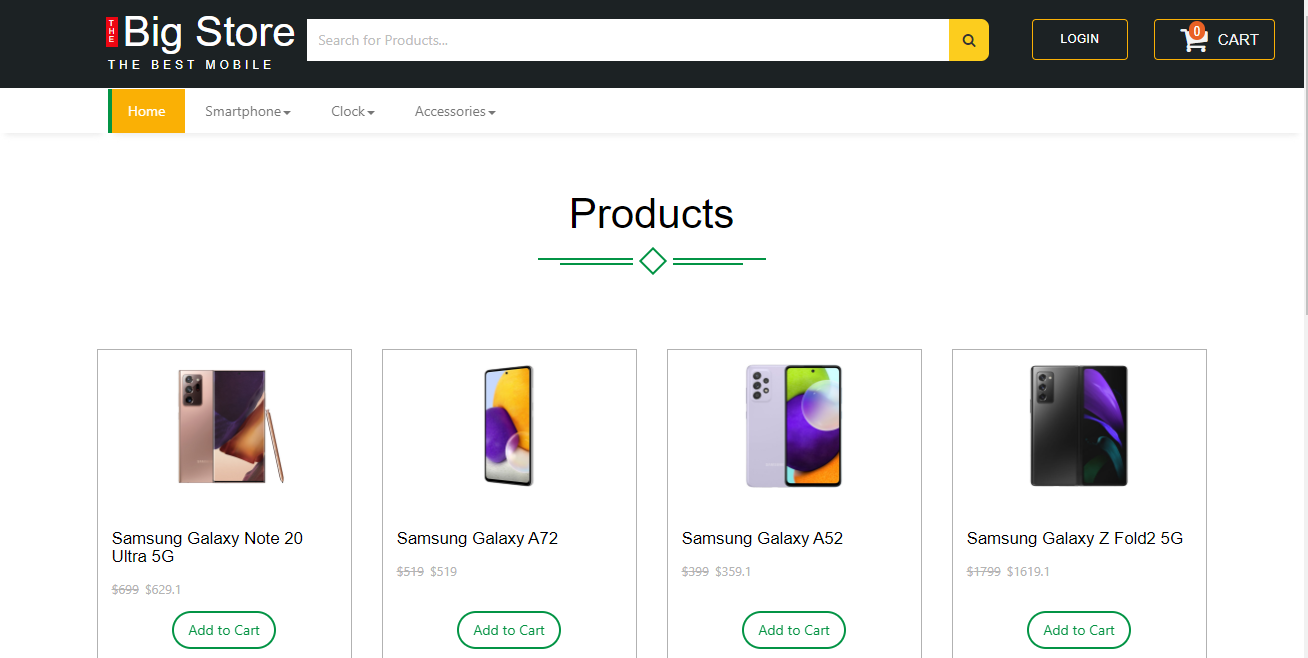 THE Big Store
THE BEST MOBILE
Search for Products...
LOGIN
0
CART
Home
Smartphone
Clock
Accessories
Products
Samsung Galaxy Note 20
Ultra 5G
$699 $629.1
Add to Cart
Samsung Galaxy A72
$519 $519
Add to Cart
Samsung Galaxy A52
$399 $359.1
Add to Cart
Samsung Galaxy Z Fold2 5G
$1799 $1619.1
Add to Cart